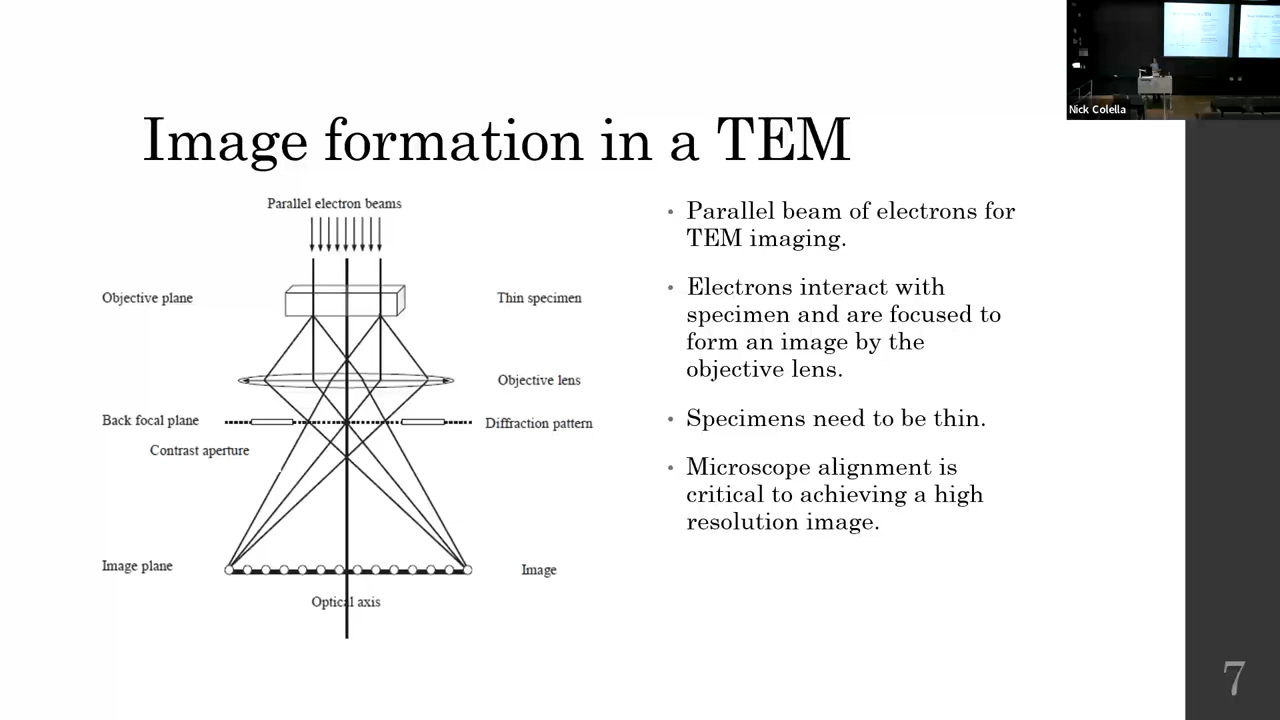 Nick Colella
Image formation in a TEM
Parallel electron beams
Objective plane
Thin specimen
Objective lens
Back focal plane
Diffraction pattern
Contrast aperture
Image plane
Image
Optical axis
• Parallel beam of electrons for
TEM imaging.
• Electrons interact with
specimen and are focused to
form an image by the
objective lens.
• Specimens need to be thin.
• Microscope alignment is
critical to achieving a high
resolution image.
7